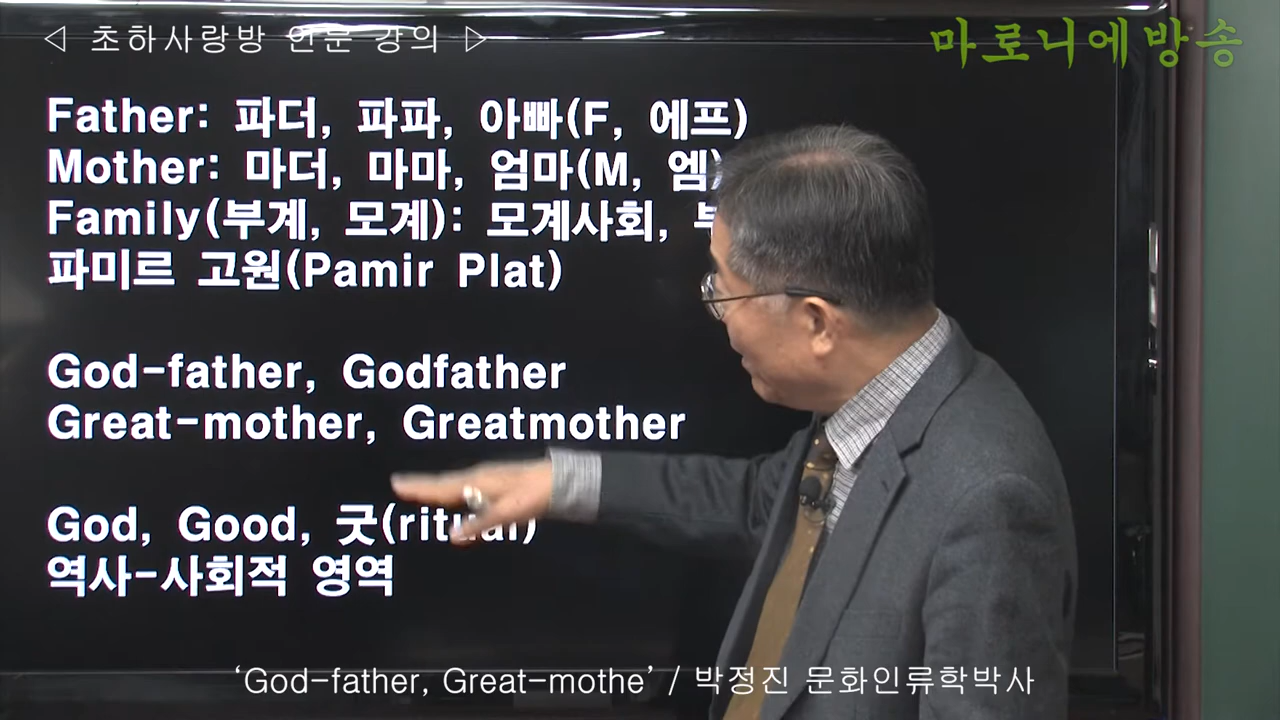 ◁ 초하사랑방 인문 강의 ▷
마로니에방송
Father: 파더, 파파, 아빠(F, 에프)
Mother: 마더, 마마, 엄마(M, 엠)
Family(부계, 모계): 모계사회,
파미르 고원(Pamir Plat)
God-father, Godfather
Great-mother, Greatmother
God, Good, 굿(ritual)
역사-사회적 영역
‘God-father, Great-mothe’ / 박정진 문화인류학박사